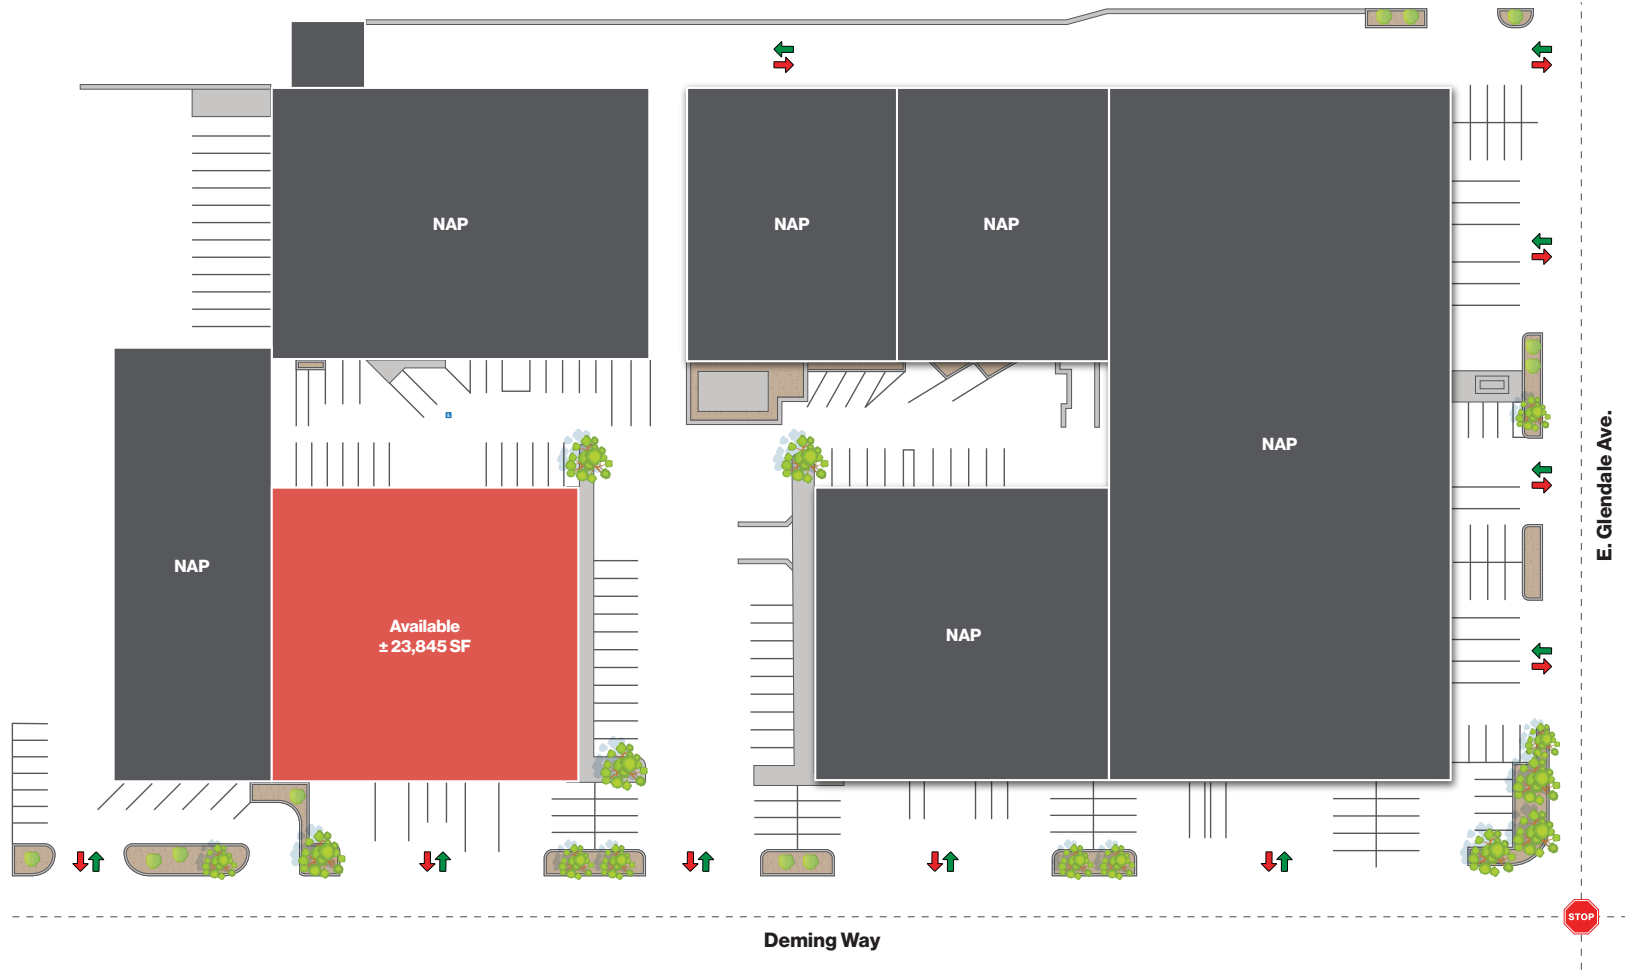 NAP
NAP
NAP
NAP
E. Glendale Ave.
NAP
Available
± 23,845 SF
NAP
STOP
Deming Way